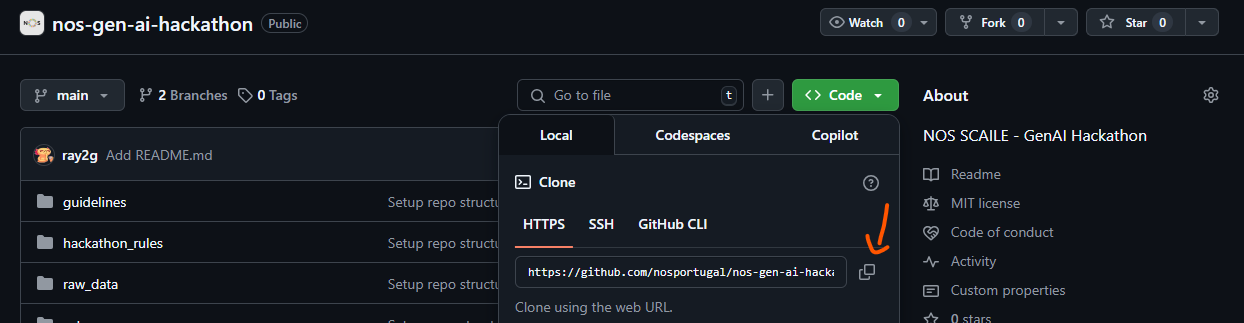 NOS nos-gen-ai-hackathon Public
Watch 0 Fork 0 Star 0
main 2 Branches 0 Tags Go to file t Code
ray2g Add README.md
guidelines Setup repo structu
hackathon_rules Setup repo structu
raw_data Setup repo structu
Local Codespaces Copilot
Clone
HTTPS SSH GitHub CLI
https://github.com/nosportugal/nos-gen-ai-hacka
Clone using the web URL.
About
NOS SCAILE - GenAI Hackathon
Readme
MIT license
Code of conduct
Activity
Custom properties
0 stars